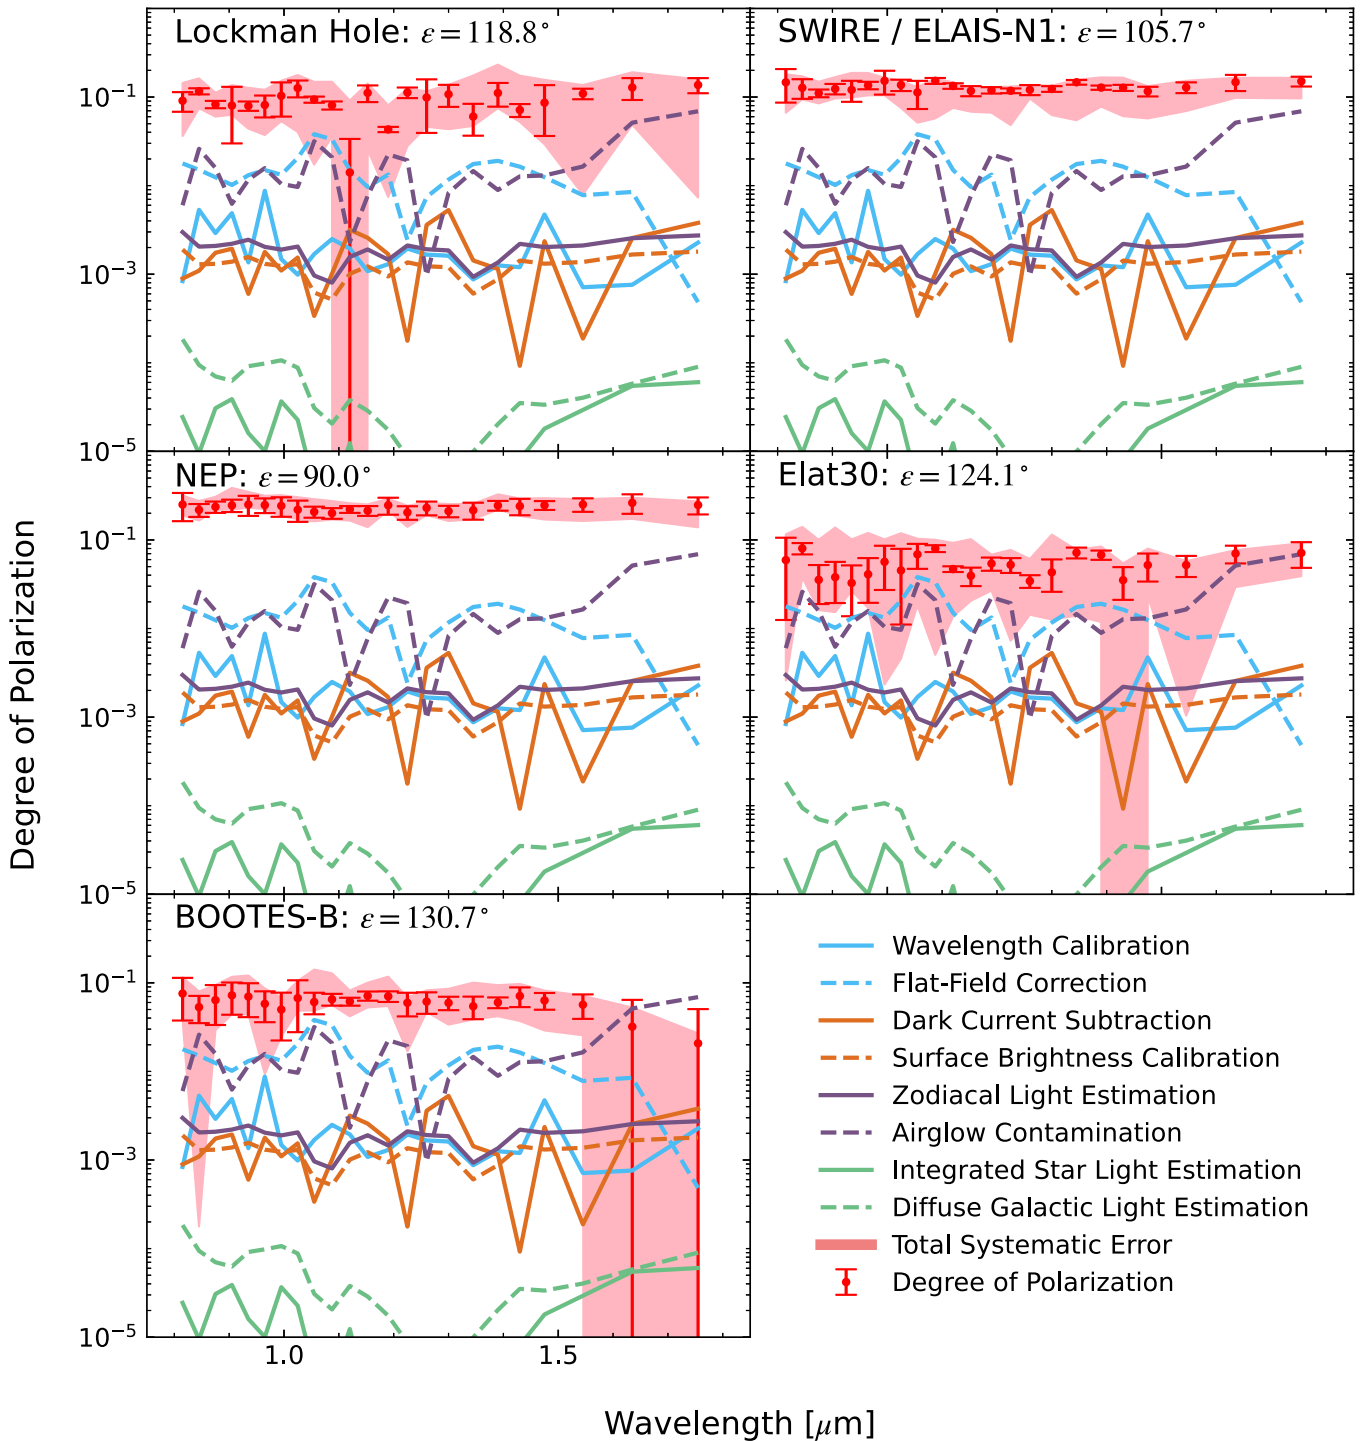 Lockman Hole: ε = 118.8°
SWIRE / ELAIS-N1: ε = 105.7°
10⁻¹
10⁻³
10⁻⁵
NEP: ε = 90.0°
Elat30: ε = 124.1°
10⁻¹
10⁻³
10⁻⁵
Degree of Polarization
BOOTES-B: ε = 130.7°
10⁻¹
10⁻³
10⁻⁵
1.0
1.5
Wavelength Calibration
Flat-Field Correction
Dark Current Subtraction
Surface Brightness Calibration
Zodiacal Light Estimation
Airglow Contamination
Integrated Star Light Estimation
Diffuse Galactic Light Estimation
Total Systematic Error
Degree of Polarization
Wavelength [μm]